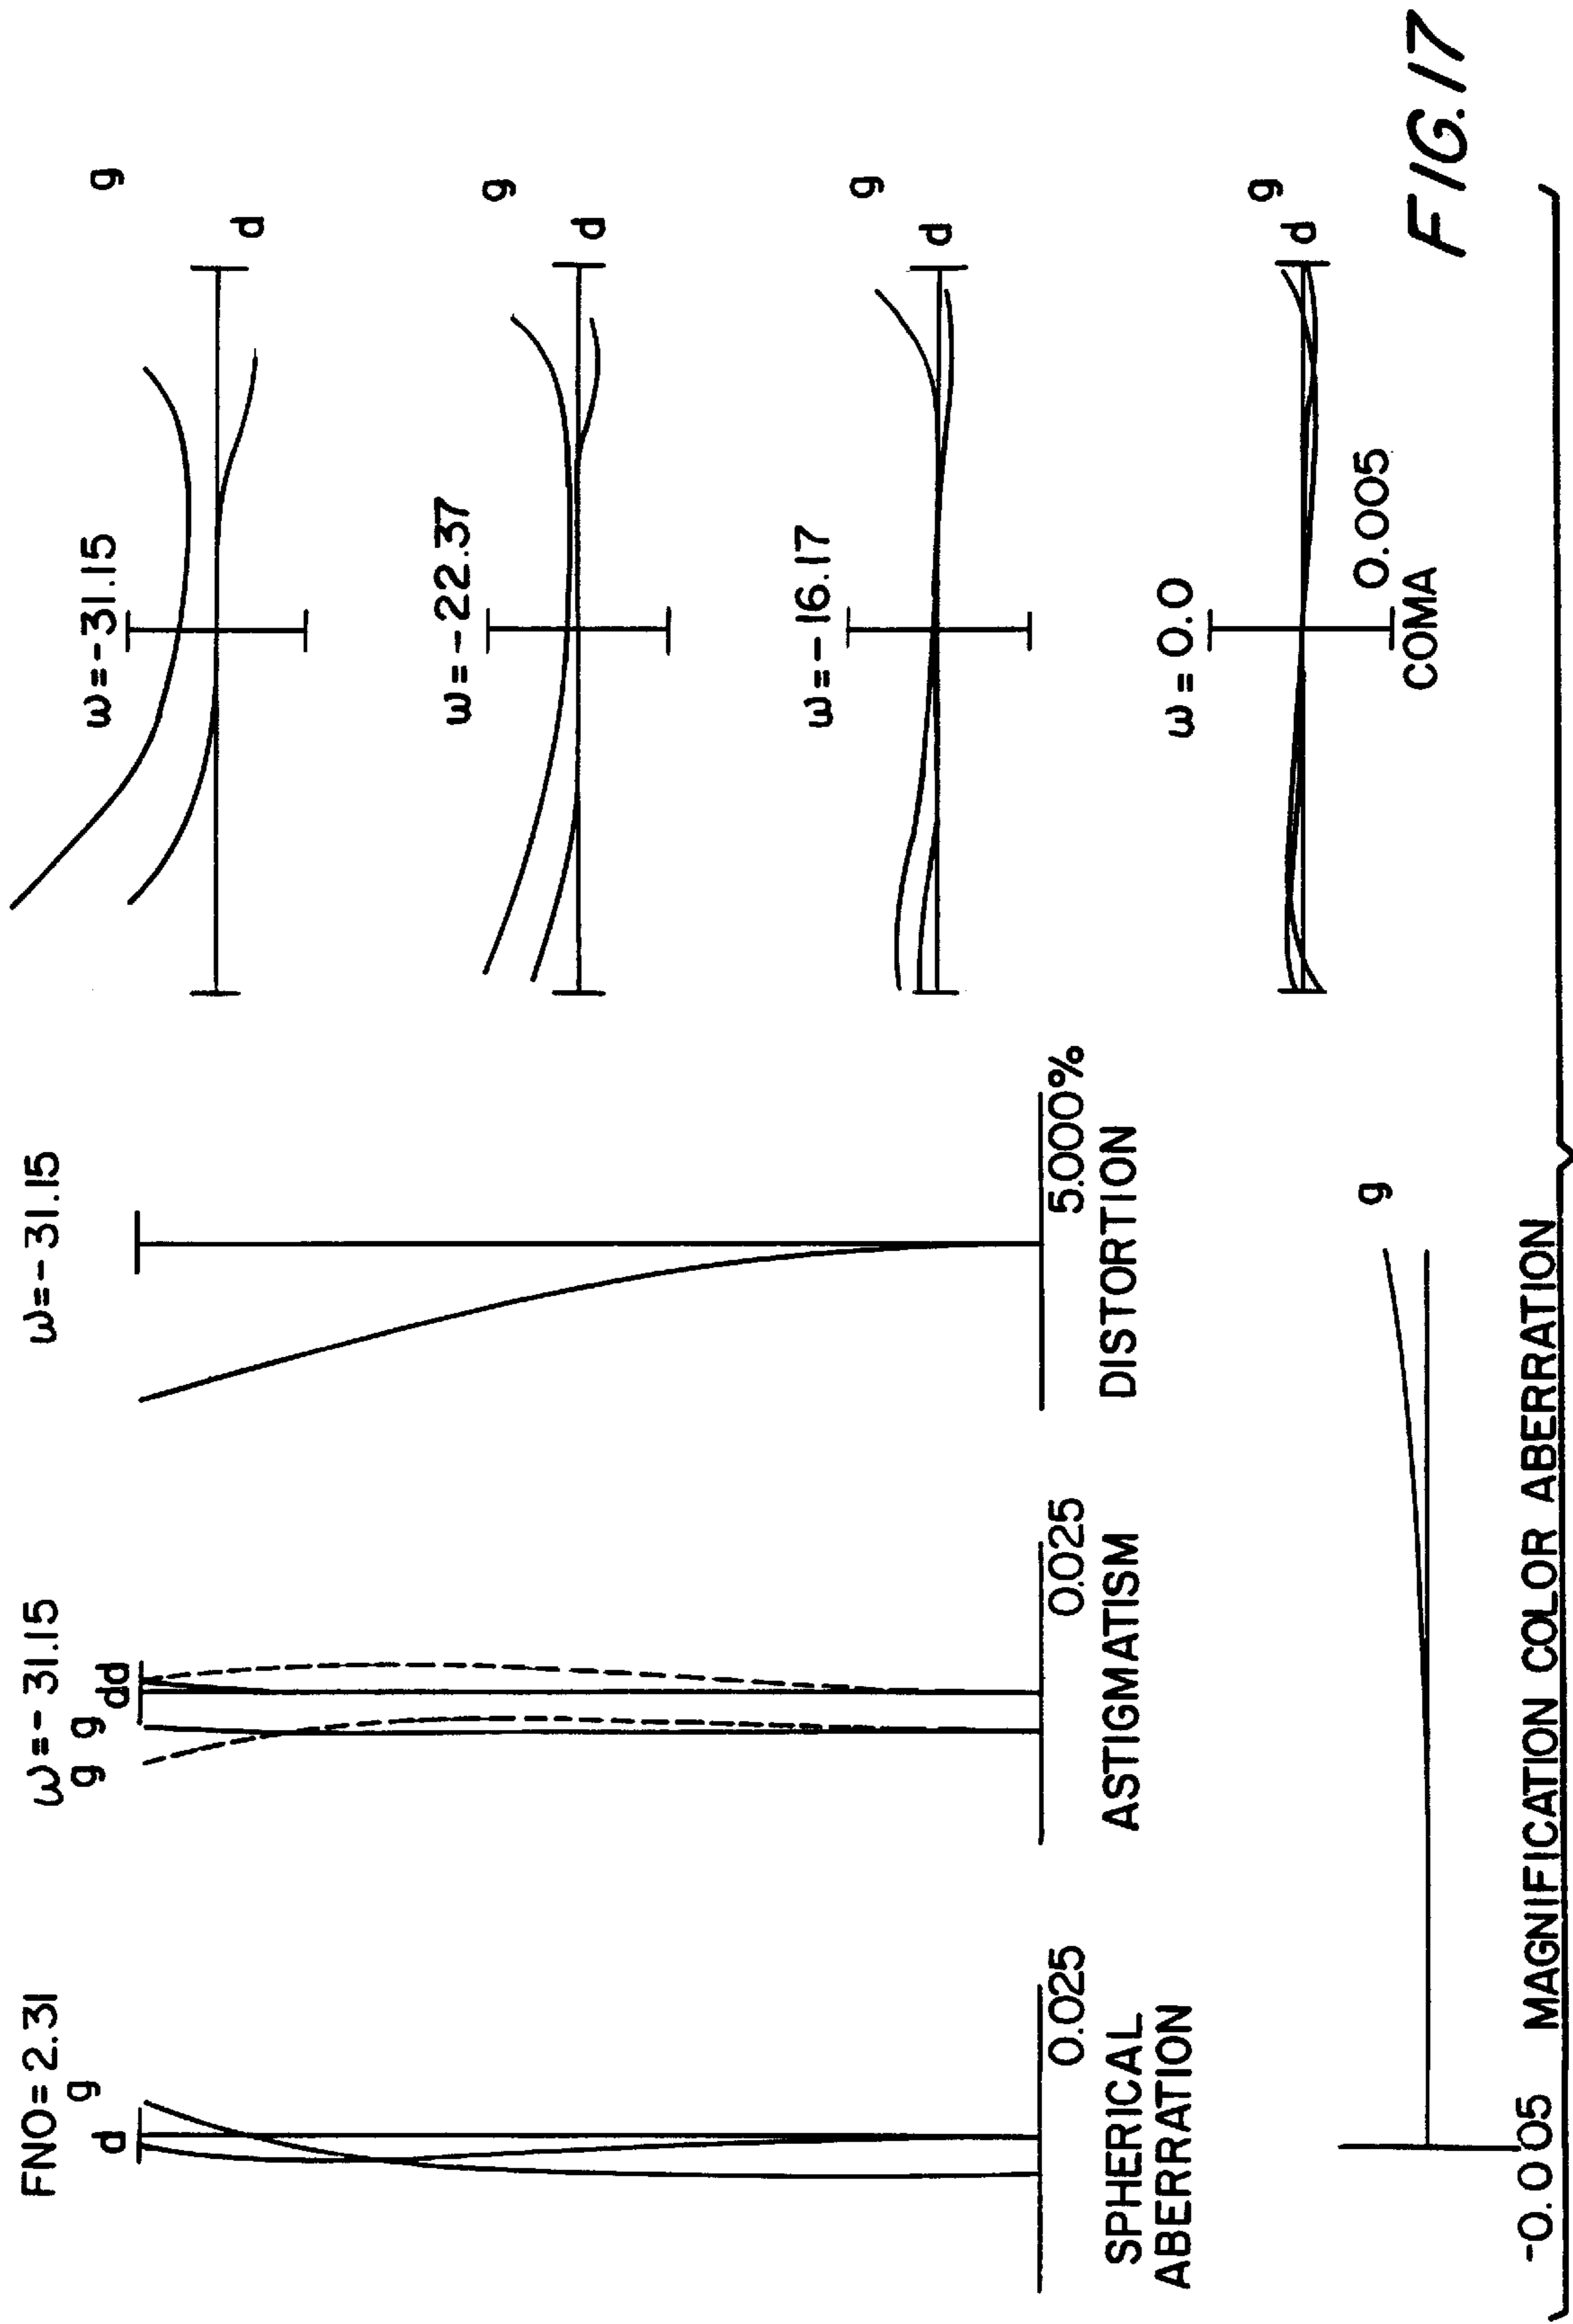 FNO=2.31
g
d
0.025
SPHERICAL
ABERRATION
ω=-31.15
g g dd
0.025
ASTIGMATISM
ω=-31.15
5.000%
DISTORTION
ω=-31.15
g
d
ω=-22.37
g
d
ω=-16.17
g
d
ω=0.0
g
d
0.005
COMA
g
-0.005 MAGNIFICATION COLOR ABERRATION
FIG.17